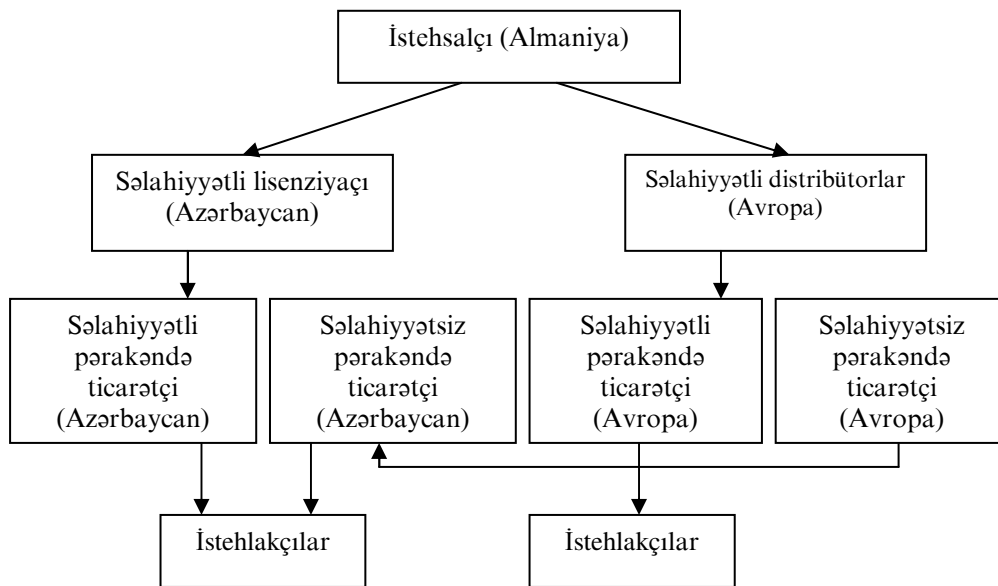 İstehsalçı (Almaniya)
Səlahiyyətli lisenziyaçı
(Azərbaycan)
Səlahiyyətli distribütorlar
(Avropa)
Səlahiyyətli
pərakəndə
ticarətçi
(Azərbaycan)
Səlahiyyətsiz
pərakəndə
ticarətçi
(Azərbaycan)
Səlahiyyətli
pərakəndə
ticarətçi
(Avropa)
Səlahiyyətsiz
pərakəndə
ticarətçi
(Avropa)
İstehlakçılar
İstehlakçılar